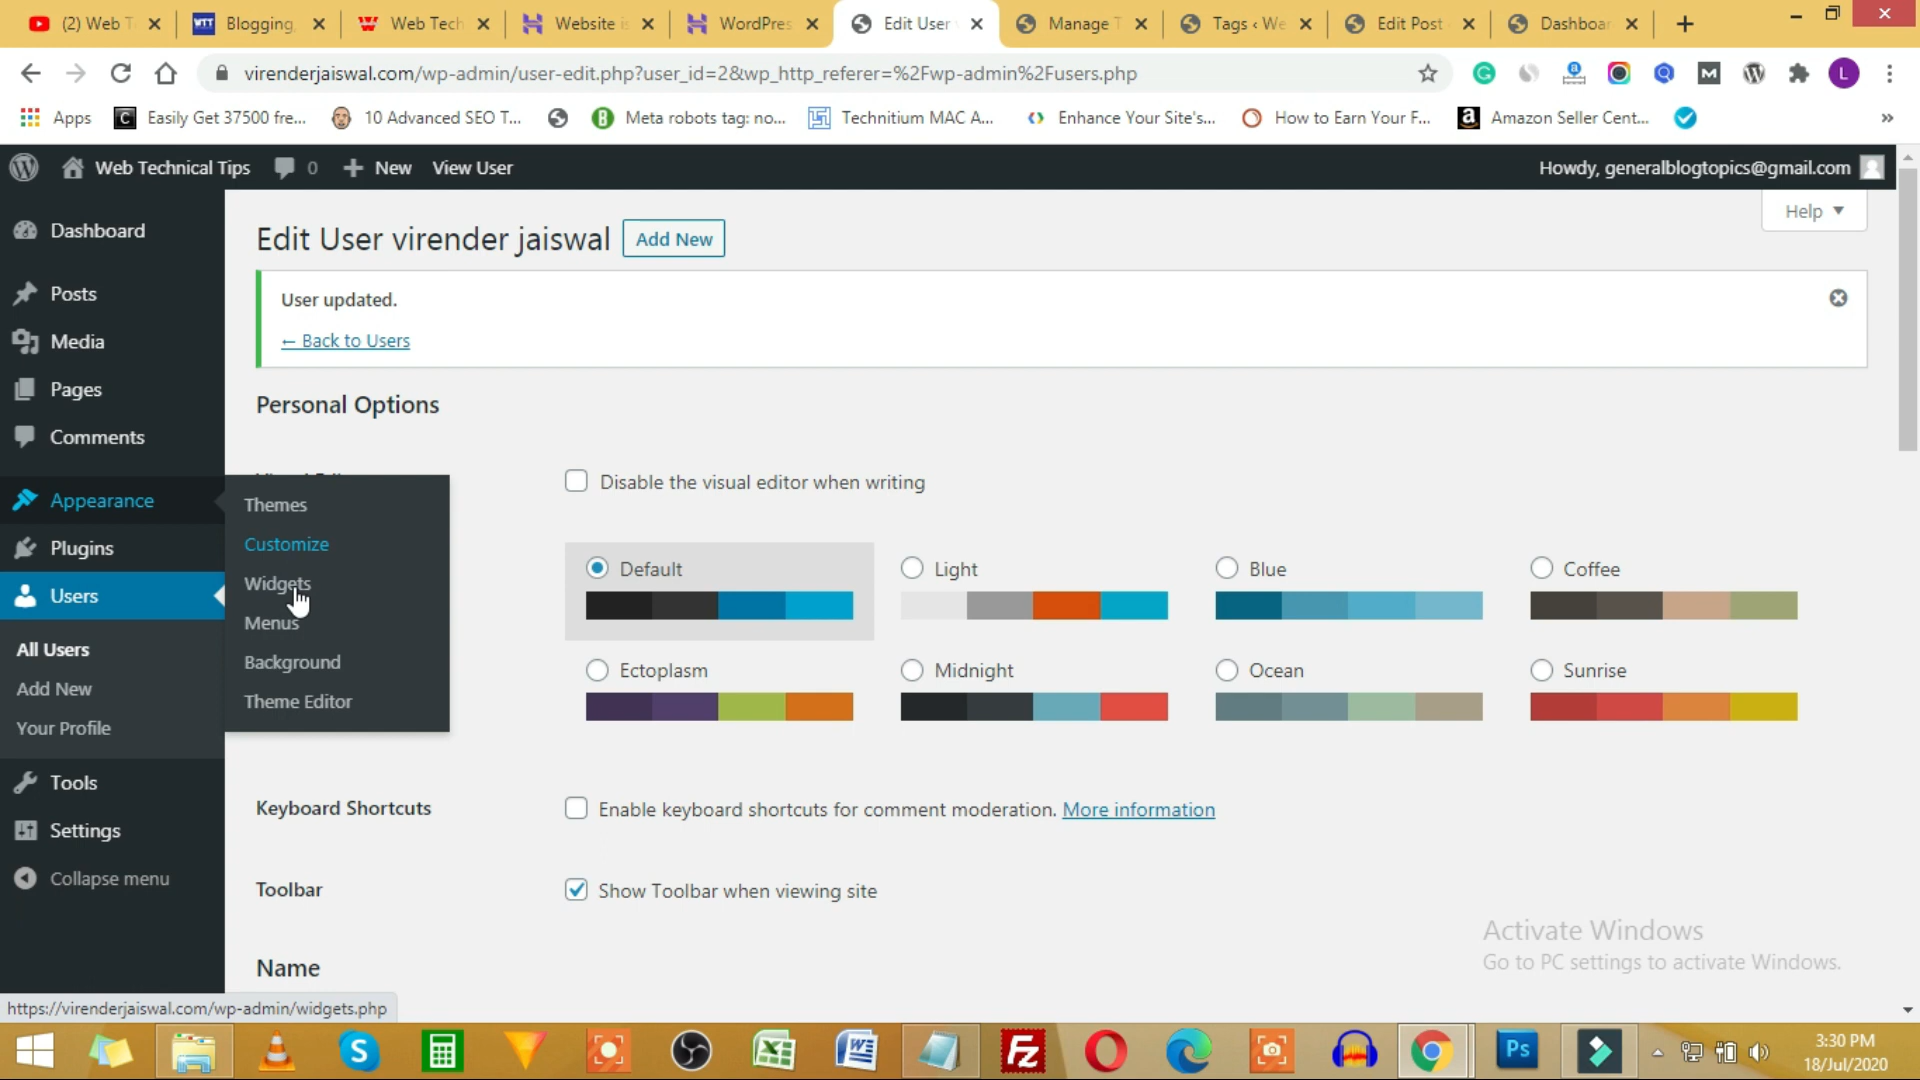 (2) Web T
Blogging,
Web Tech
Website is
WordPres
Edit User
Manage T
Tags ‹ We
Edit Post
Dashboar
virenderjaiswal.com/wp-admin/user-edit.php?user_id=2&wp_http_referer=%2Fwp-admin%2Fusers.php
Apps
Easily Get 37500 fre...
10 Advanced SEO T...
Meta robots tag: no...
Technitium MAC A...
Enhance Your Site's...
How to Earn Your F...
Amazon Seller Cent...
»
Web Technical Tips
0
New
View User
Howdy, generalblogtopics@gmail.com
Help
Dashboard
Posts
Media
Pages
Comments
Appearance
Plugins
Users
All Users
Add New
Your Profile
Tools
Settings
Collapse menu
Themes
Customize
Widgets
Menus
Background
Theme Editor
Edit User virender jaiswal
Add New
User updated.
← Back to Users
Personal Options
Disable the visual editor when writing
Default
Light
Blue
Coffee
Ectoplasm
Midnight
Ocean
Sunrise
Keyboard Shortcuts
Enable keyboard shortcuts for comment moderation. More information
Toolbar
Show Toolbar when viewing site
Name
Activate Windows
Go to PC settings to activate Windows.
https://virenderjaiswal.com/wp-admin/widgets.php
3:30 PM
18/Jul/2020